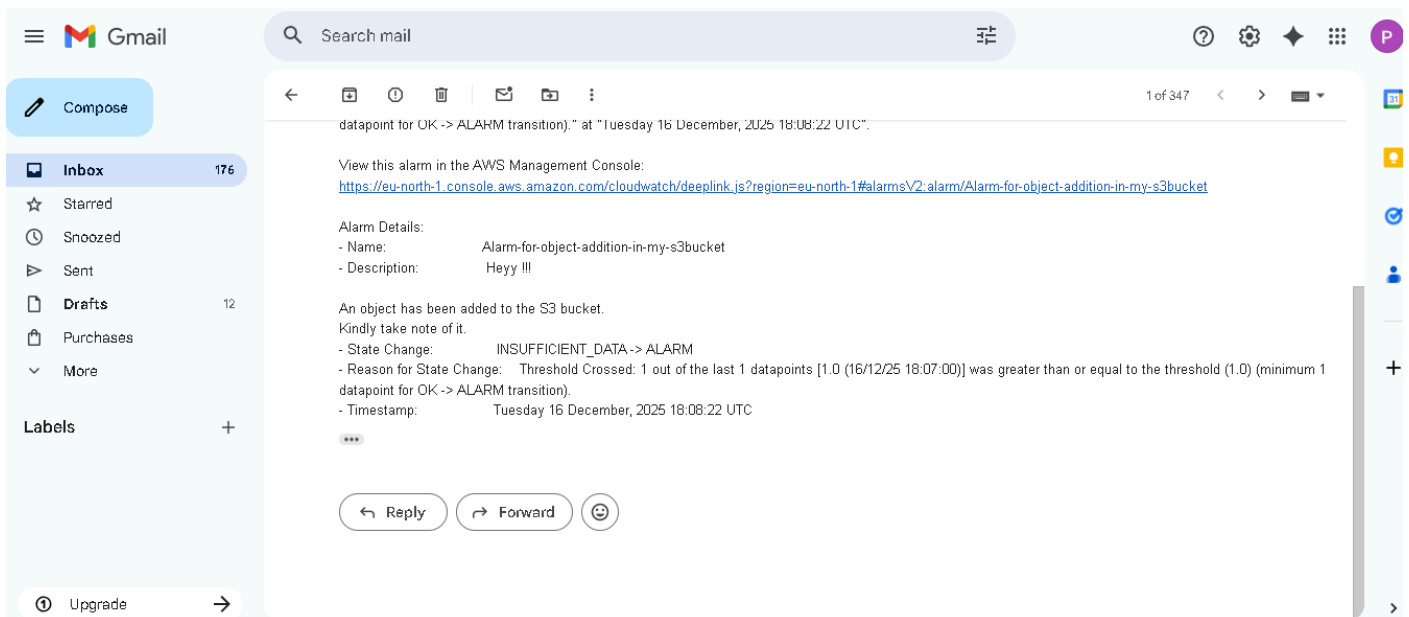 Gmail
Search mail
P
Compose
1 of 347
31
datapoint for OK -> ALARM transition)." at "Tuesday 16 December, 2025 18:08:22 UTC".
Inbox 176
Starred
Snoozed
Sent
Drafts 12
Purchases
More
Labels
View this alarm in the AWS Management Console:
https://eu-north-1.console.aws.amazon.com/cloudwatch/deeplink.js?region=eu-north-1#alarmsV2:alarm/Alarm-for-object-addition-in-my-s3bucket
Alarm Details:
- Name: Alarm-for-object-addition-in-my-s3bucket
- Description: Heyy !!!
An object has been added to the S3 bucket.
Kindly take note of it.
- State Change: INSUFFICIENT_DATA -> ALARM
- Reason for State Change: Threshold Crossed: 1 out of the last 1 datapoints [1.0 (16/12/25 18:07:00)] was greater than or equal to the threshold (1.0) (minimum 1
datapoint for OK -> ALARM transition).
- Timestamp: Tuesday 16 December, 2025 18:08:22 UTC
Reply
Forward
1 Upgrade